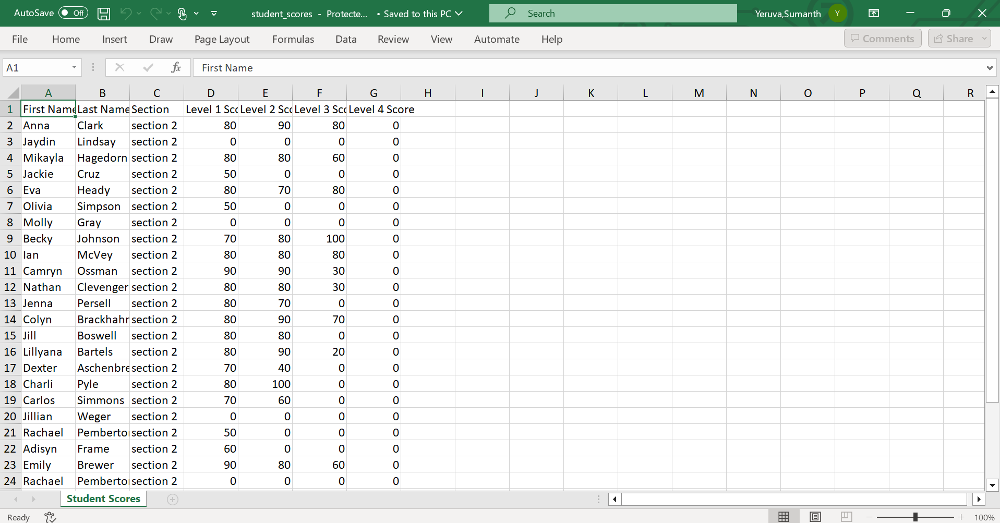 AutoSave Off student_scores - Protecte... • Saved to this PC Search Yeruva,Sumanth Y
File Home Insert Draw Page Layout Formulas Data Review View Automate Help Comments Share
A1 fx First Name
A B C D E F G H I J K L M N O P Q R
1 First Name Last Name Section Level 1 Sco Level 2 Sco Level 3 Sco Level 4 Score
2 Anna Clark section 2 80 90 80 0
3 Jaydin Lindsay section 2 0 0 0 0
4 Mikayla Hagedorn section 2 80 80 60 0
5 Jackie Cruz section 2 50 0 0 0
6 Eva Heady section 2 80 70 80 0
7 Olivia Simpson section 2 50 0 0 0
8 Molly Gray section 2 0 0 0 0
9 Becky Johnson section 2 70 80 100 0
10 Ian McVey section 2 80 80 80 0
11 Camryn Ossman section 2 90 90 30 0
12 Nathan Clevenger section 2 80 80 30 0
13 Jenna Persell section 2 80 70 0 0
14 Colyn Brackhahn section 2 80 90 70 0
15 Jill Boswell section 2 80 80 0 0
16 Lillyana Bartels section 2 80 90 20 0
17 Dexter Aschenbre section 2 70 40 0 0
18 Charli Pyle section 2 80 100 0 0
19 Carlos Simmons section 2 70 60 0 0
20 Jillian Weger section 2 0 0 0 0
21 Rachael Pemberton section 2 50 0 0 0
22 Adisyn Frame section 2 60 0 0 0
23 Emily Brewer section 2 90 80 60 0
24 Rachael Pemberton section 2 0 0 0 0
Student Scores
Ready 100%